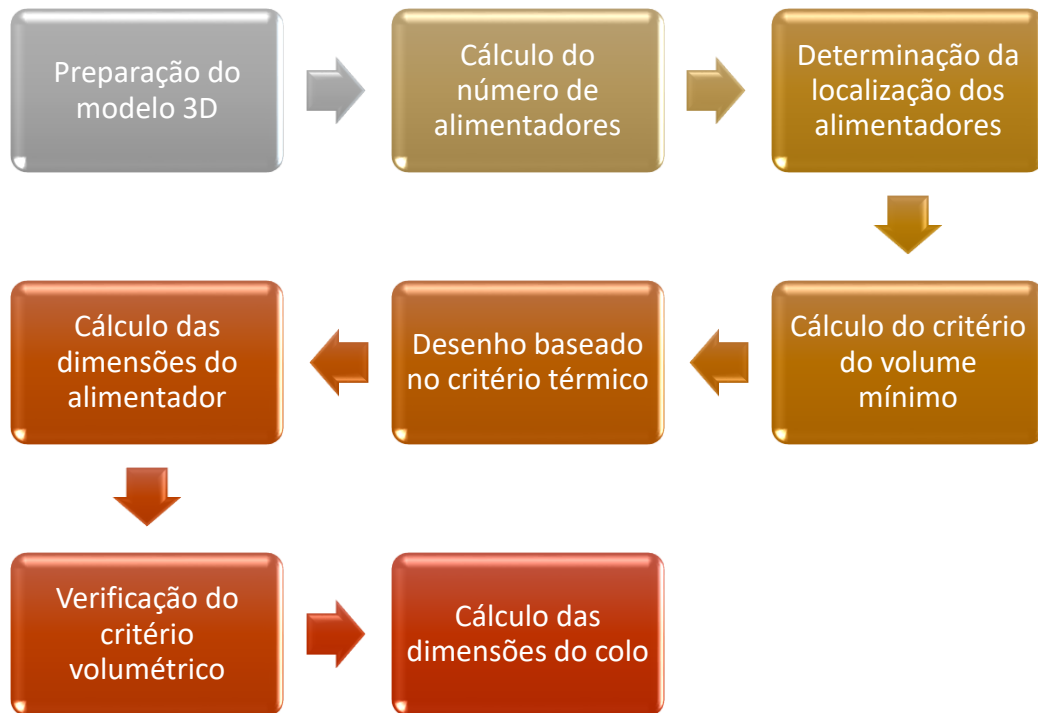 Preparação do
modelo 3D
Cálculo do
número de
alimentadores
Determinação da
localização dos
alimentadores
Cálculo do critério
do volume
mínimo
Desenho baseado
no critério térmico
Cálculo das
dimensões do
alimentador
Verificação do
critério
volumétrico
Cálculo das
dimensões do colo